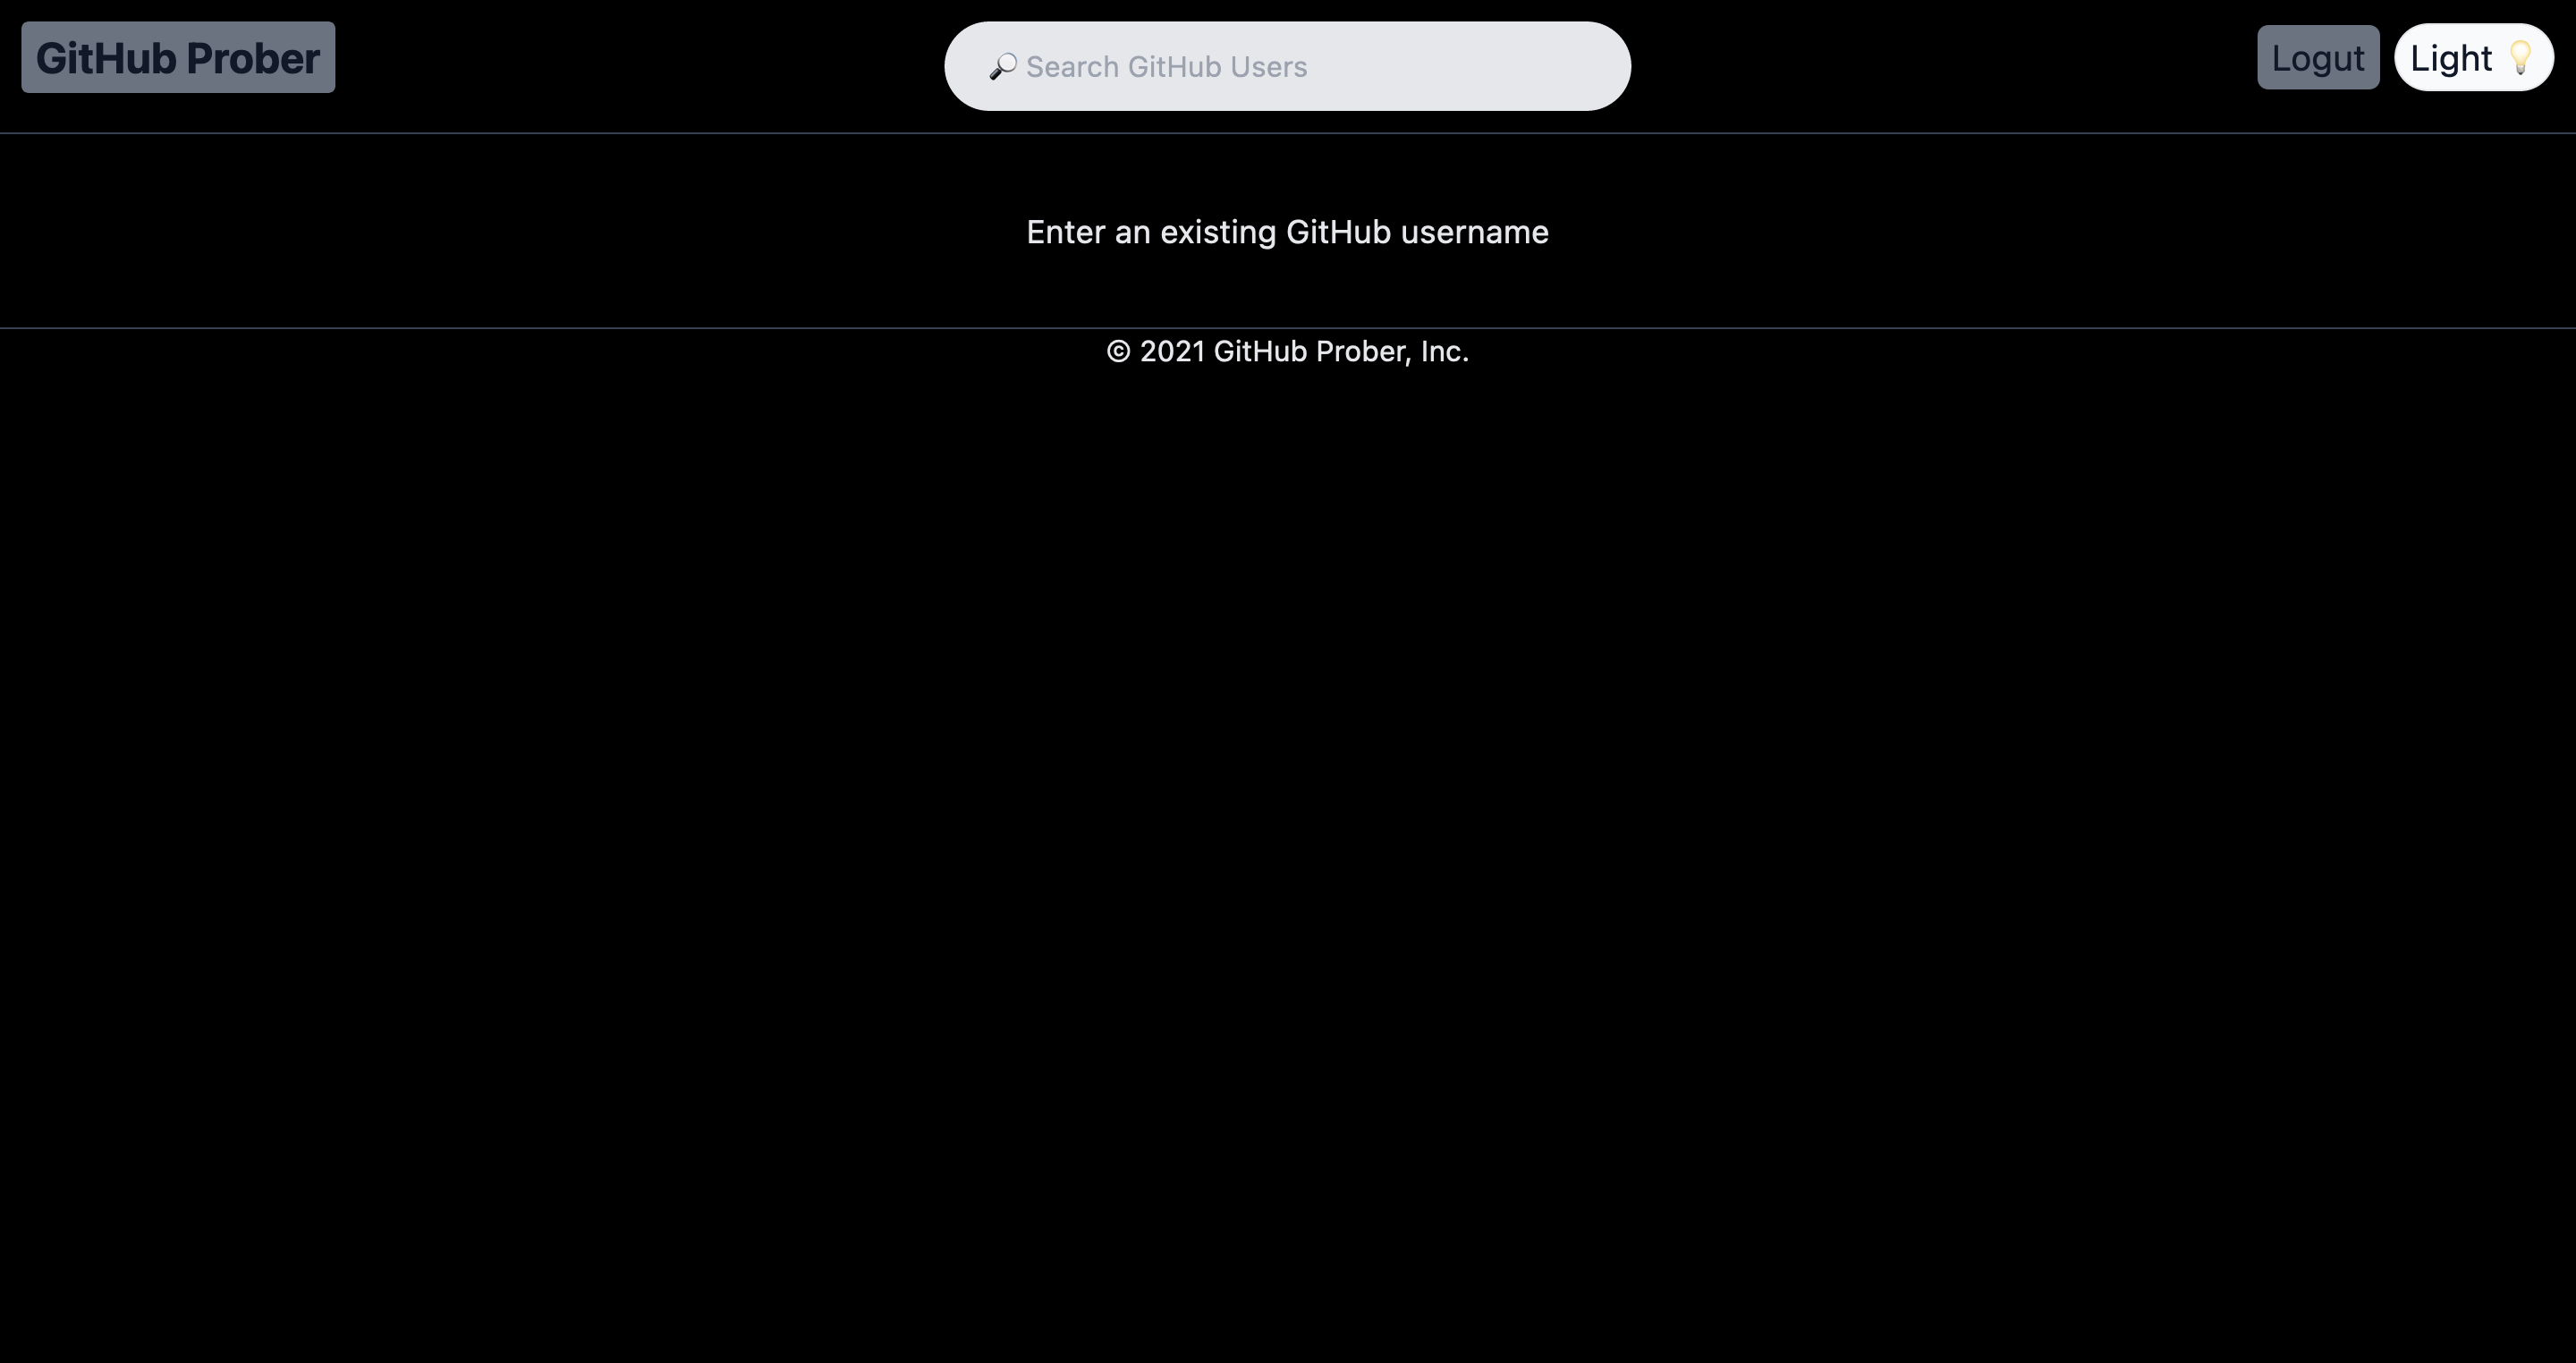 GitHub Prober
🔎 Search GitHub Users
Logut
Light 💡
Enter an existing GitHub username
© 2021 GitHub Prober, Inc.